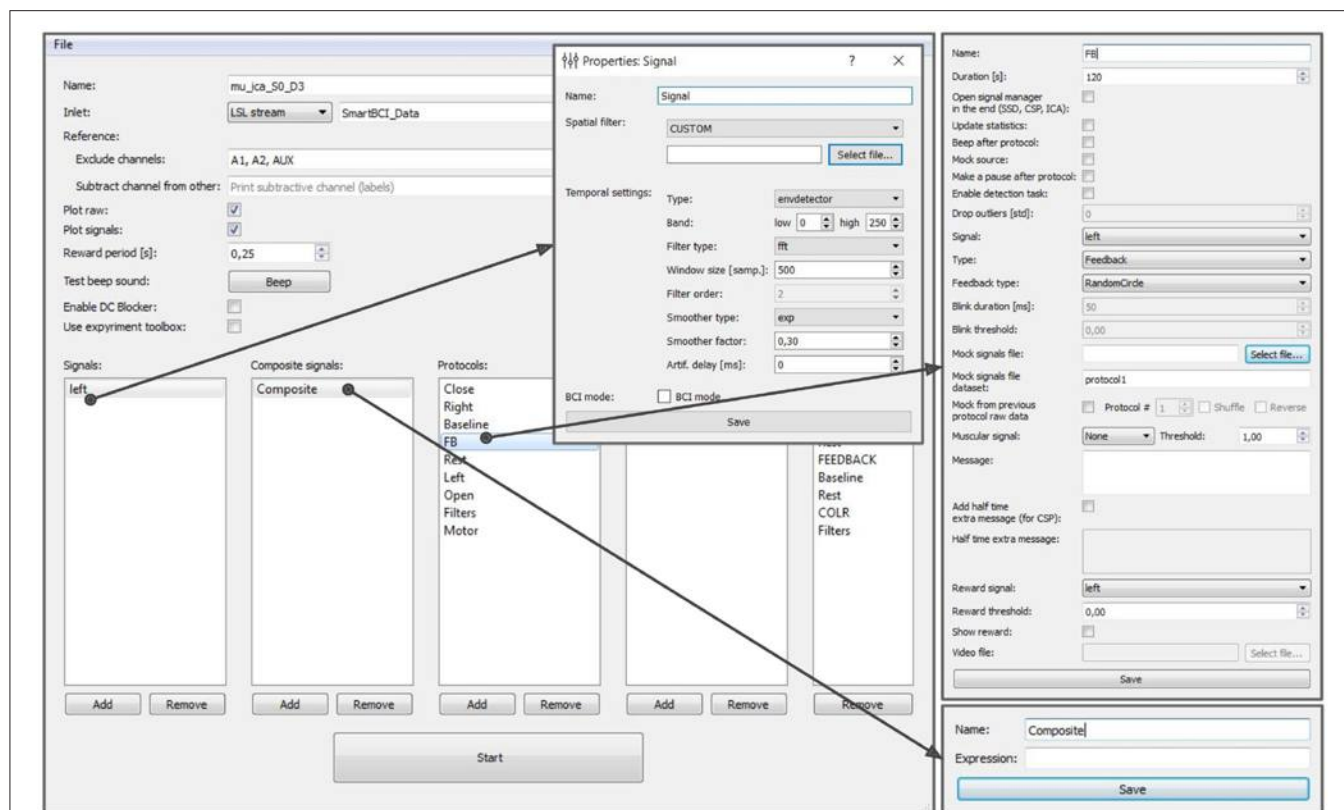 File
Name: mu_ica_S0_D3
Inlet: LSL stream SmartBCI_Data
Reference:
Exclude channels: A1, A2, AUX
Subtract channel from other: Print subtractive channel (labels)
Plot raw:
Plot signals:
Reward period [s]: 0,25
Test beep sound: Beep
Enable DC Blocker:
Use expyriment toolbox:
Signals:
left
Add Remove
Composite signals:
Composite
Add Remove
Protocols:
Close
Right
Baseline
FB
Rest
Left
Open
Filters
Motor
Add Remove
Add Remove
FEEDBACK
Baseline
Rest
COLR
Filters
Remove
Start
Properties: Signal ? ×
Name: Signal
Spatial filter: CUSTOM
Select file...
Temporal settings: Type: envdetector
Band: low 0 high 250
Filter type: fft
Window size [samp.]: 500
Filter order: 2
Smoother type: exp
Smoother factor: 0,30
Artif. delay [ms]: 0
BCI mode: BCI mode
Save
Name: FB
Duration [s]: 120
Open signal manager
in the end (SSD, CSP, ICA):
Update statistics:
Beep after protocol:
Mock source:
Make a pause after protocol:
Enable detection task:
Drop outliers [std]: 0
Signal: left
Type: Feedback
Feedback type: RandomCircle
Blink duration [ms]: 50
Blink threshold: 0,00
Mock signals file: Select file...
Mock signals file
dataset: protocol1
Mock from previous
protocol raw data Protocol # 1 Shuffle Reverse
Muscular signal: None Threshold: 1,00
Message:
Add half time
extra message (for CSP):
Half time extra message:
Reward signal: left
Reward threshold: 0,00
Show reward:
Video file: Select file...
Save
Name: Composite
Expression:
Save